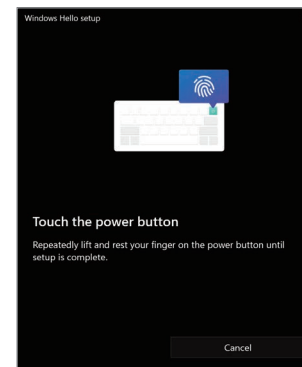 Windows Hello setup
Touch the power button
Repeatedly lift and rest your finger on the power button until
setup is complete.
Cancel